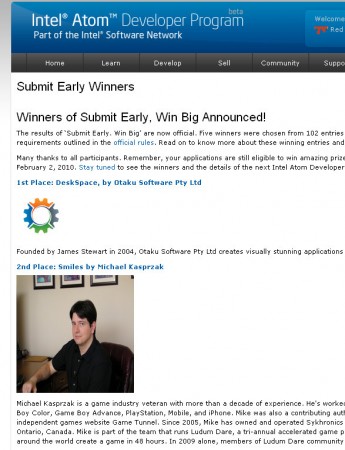 beta
Intel® Atom™ Developer Program
Part of the Intel® Software Network
Welcome
Red
Home Learn Develop Sell Community Suppo
Submit Early Winners
Winners of Submit Early, Win Big Announced!
The results of 'Submit Early. Win Big' are now official. Five winners were chosen from 102 entries
requirements outlined in the official rules. Read on to know more about these winning entries and
Many thanks to all participants. Remember, your applications are still eligible to win amazing prize
February 2, 2010. Stay tuned to see the winners and the details of the next Intel Atom Developer
1st Place: DeskSpace, by Otaku Software Pty Ltd
Founded by James Stewart in 2004, Otaku Software Pty Ltd creates visually stunning applications
2nd Place: Smiles by Michael Kasprzak
Michael Kasprzak is a game industry veteran with more than a decade of experience. He's worked
Boy Color, Game Boy Advance, PlayStation, Mobile, and iPhone. Mike was also a contributing auth
independent games website Game Tunnel. Since 2005, Mike has owned and operated Sykhronics
Ontario, Canada. Mike is part of the team that runs Ludum Dare, a tri-annual accelerated game p
around the world create a game in 48 hours. In 2009 alone, members of Ludum Dare community